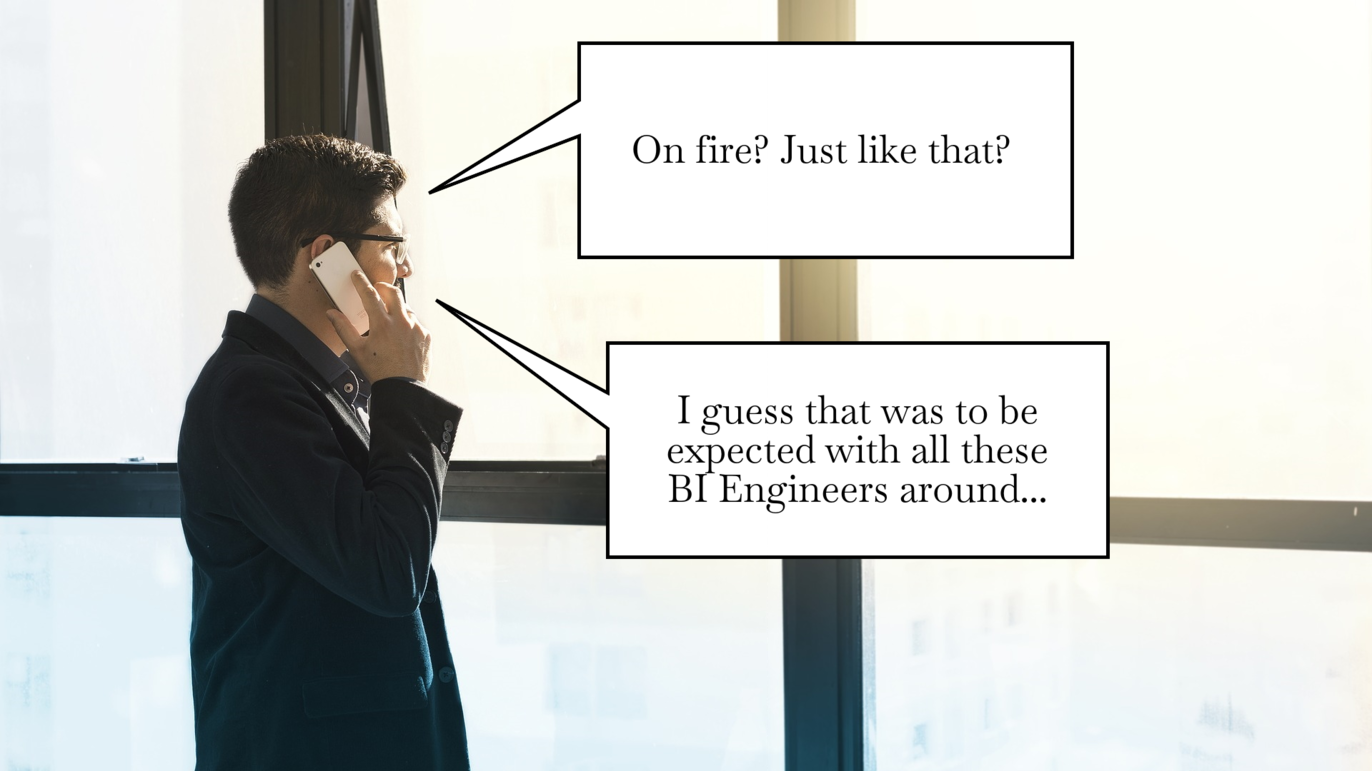 On fire? Just like that?
I guess that was to be
expected with all these
BI Engineers around...